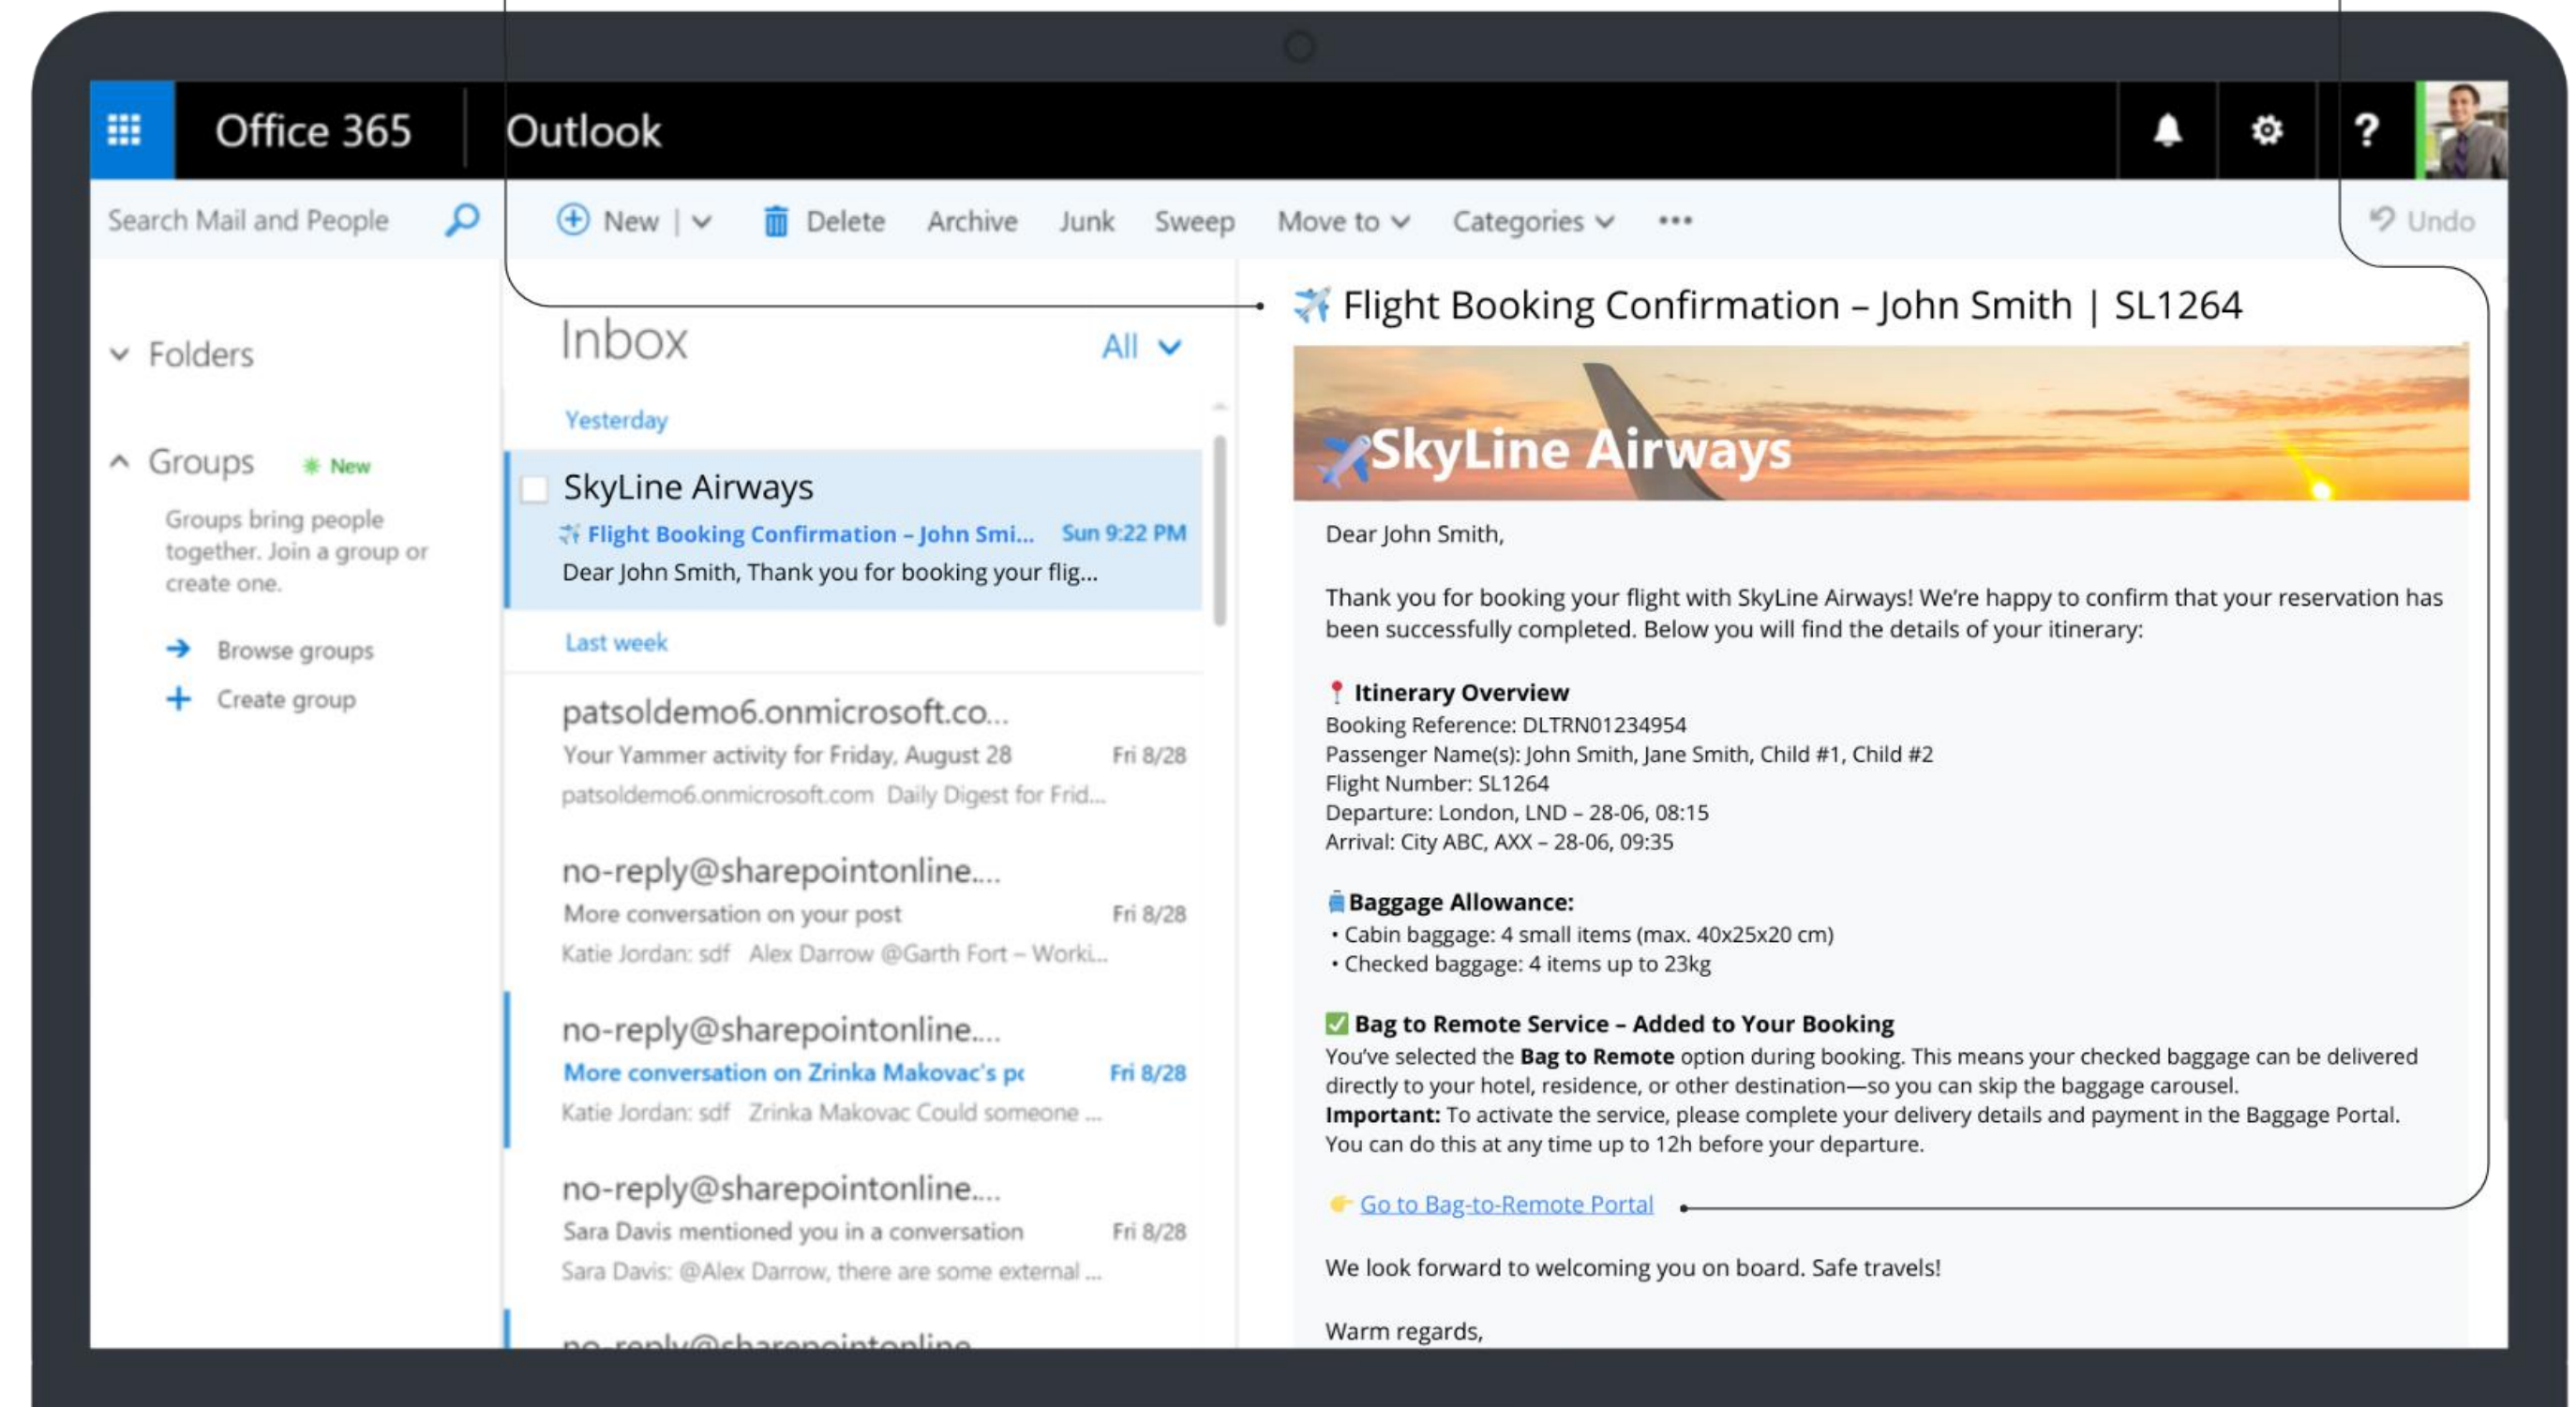 Office 365
Outlook
?
Search Mail and People
New
Delete
Archive
Junk
Sweep
Move to
Categories
•••
Undo
Folders
Groups
New
Groups bring people
together. Join a group or
create one.
Browse groups
Create group
Inbox
All
Yesterday
SkyLine Airways
Flight Booking Confirmation – John Smi...
Sun 9:22 PM
Dear John Smith, Thank you for booking your flig...
Last week
patsoldemo6.onmicrosoft.co...
Your Yammer activity for Friday, August 28
Fri 8/28
patsoldemo6.onmicrosoft.com Daily Digest for Frid...
no-reply@sharepointonline....
More conversation on your post
Fri 8/28
Katie Jordan: sdf Alex Darrow @Garth Fort – Worki...
no-reply@sharepointonline....
More conversation on Zrinka Makovac's po
Fri 8/28
Katie Jordan: sdf Zrinka Makovac Could someone ...
no-reply@sharepointonline....
Sara Davis mentioned you in a conversation
Fri 8/28
Sara Davis: @Alex Darrow, there are some external ...
no-reply@sharepointonline
✈️ Flight Booking Confirmation – John Smith | SL1264
SkyLine Airways
Dear John Smith,
Thank you for booking your flight with SkyLine Airways! We're happy to confirm that your reservation has
been successfully completed. Below you will find the details of your itinerary:
📍 Itinerary Overview
Booking Reference: DLTRN01234954
Passenger Name(s): John Smith, Jane Smith, Child #1, Child #2
Flight Number: SL1264
Departure: London, LND – 28-06, 08:15
Arrival: City ABC, AXX – 28-06, 09:35
🧳Baggage Allowance:
• Cabin baggage: 4 small items (max. 40x25x20 cm)
• Checked baggage: 4 items up to 23kg
✅ Bag to Remote Service – Added to Your Booking
You've selected the Bag to Remote option during booking. This means your checked baggage can be delivered
directly to your hotel, residence, or other destination—so you can skip the baggage carousel.
Important: To activate the service, please complete your delivery details and payment in the Baggage Portal.
You can do this at any time up to 12h before your departure.
👉 Go to Bag-to-Remote Portal
We look forward to welcoming you on board. Safe travels!
Warm regards,